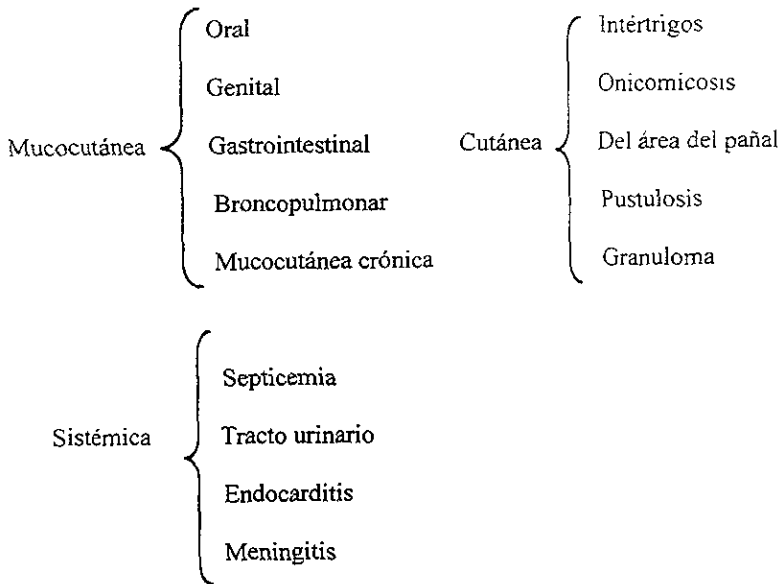 Mucocutánea
Oral
Genital
Gastrointestinal
Broncopulmonar
Mucocutánea crónica
Cutánea
Intértrigos
Onicomicosis
Del área del pañal
Pustulosis
Granuloma
Sistémica
Septicemia
Tracto urinario
Endocarditis
Meningitis